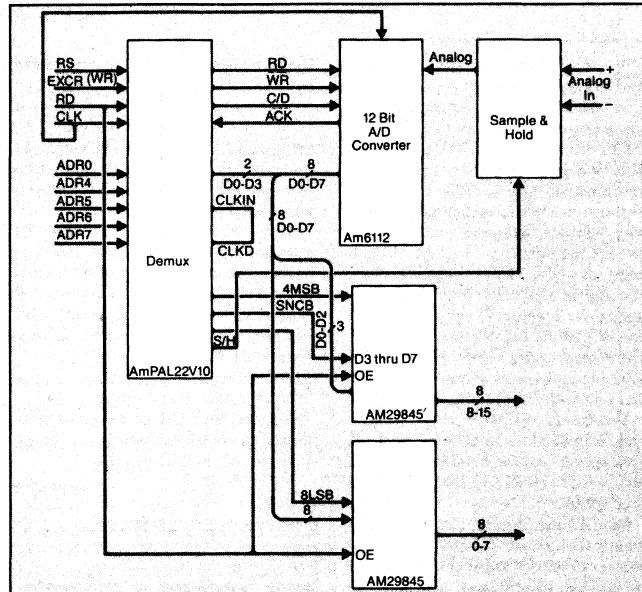 RS
EXCR (WR)
RD
CLK
ADR0
ADR4
ADR5
ADR6
ADR7
Demux
AmPAL22V10
RD
WR
C/D
ACK
2
D0-D3
8
D0-D7
CLKIN
CLKD
8
D0-D7
4MSB
SNCB
S/H
D0-D2
3
8LSB
8
12 Bit
A/D
Converter
Am6112
Analog
Sample &
Hold
+
Analog
In
−
D3 thru D7
OE
AM29845'
8
8-15
OE
AM29845
8
0-7